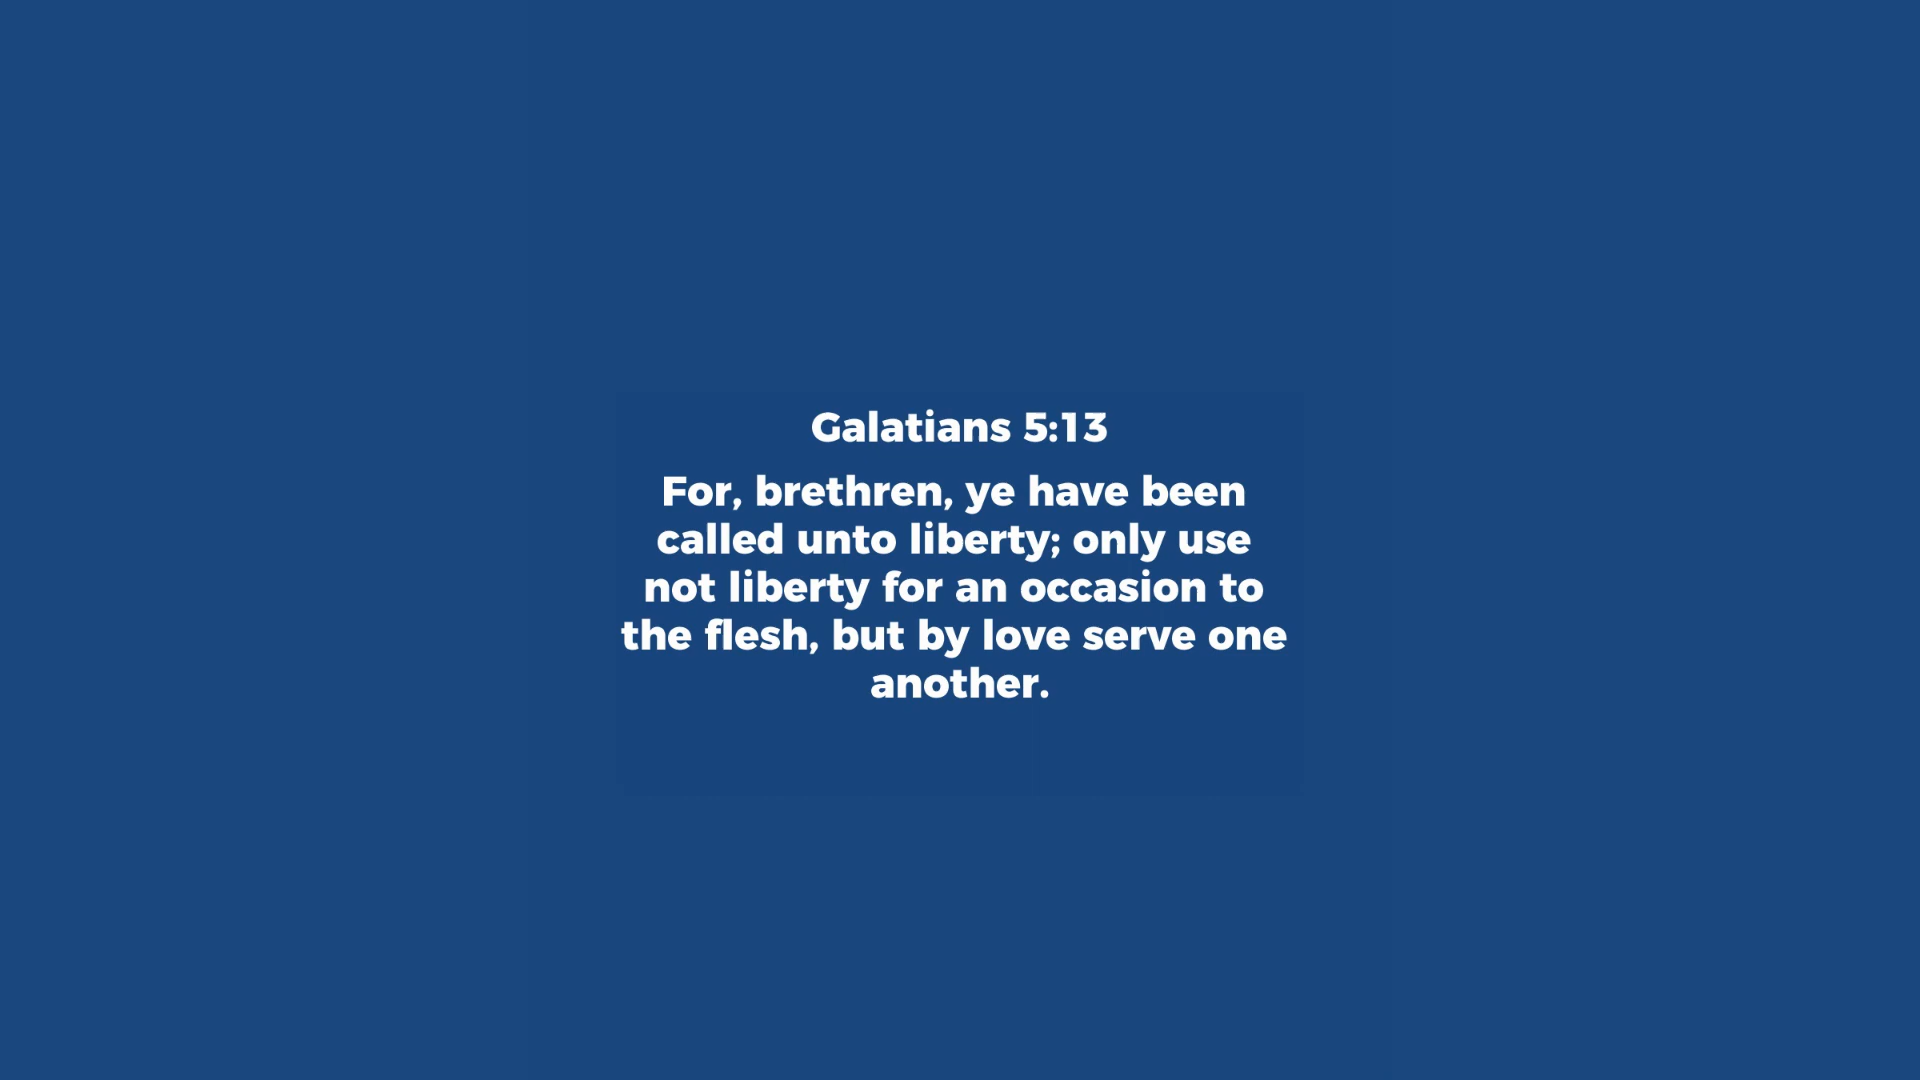 Galatians 5:13
For, brethren, ye have been
called unto liberty; only use
not liberty for an occasion to
the flesh, but by love serve one
another.